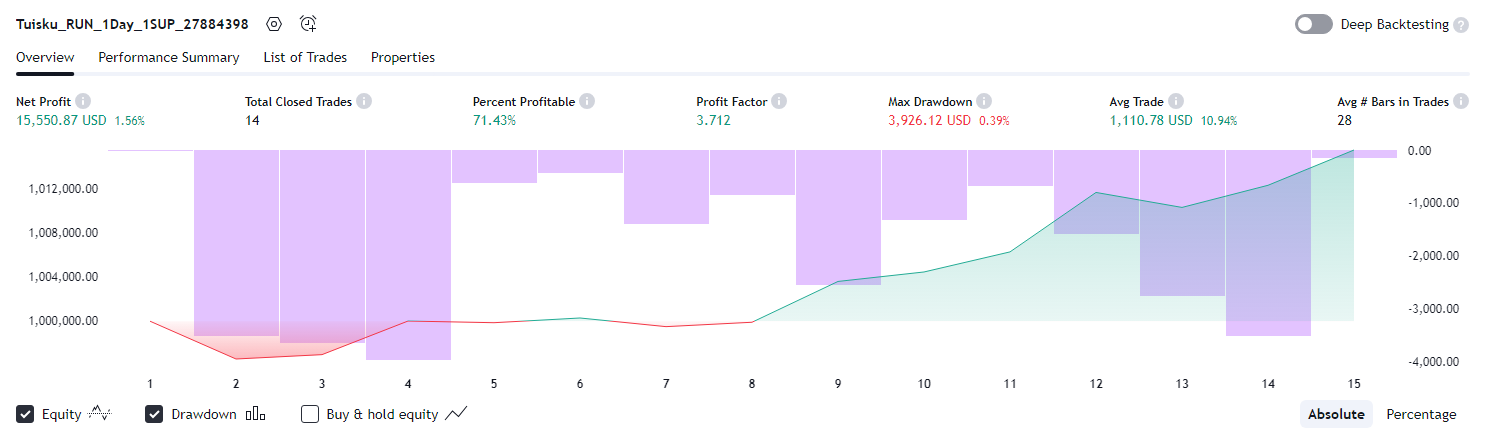 Tuisku_RUN_1Day_1SUP_27884398
Deep Backtesting ?
Overview Performance Summary List of Trades Properties
Net Profit Total Closed Trades Percent Profitable Profit Factor Max Drawdown Avg Trade Avg # Bars in Trades
15,550.87 USD 1.56% 14 71.43% 3.712 3,926.12 USD 0.39% 1,110.78 USD 10.94% 28
0.00
1,012,000.00
-1,000.00
1,008,000.00
-2,000.00
1,004,000.00
-3,000.00
1,000,000.00
-4,000.00
1 2 3 4 5 6 7 8 9 10 11 12 13 14 15
Equity Drawdown Buy & hold equity Absolute Percentage